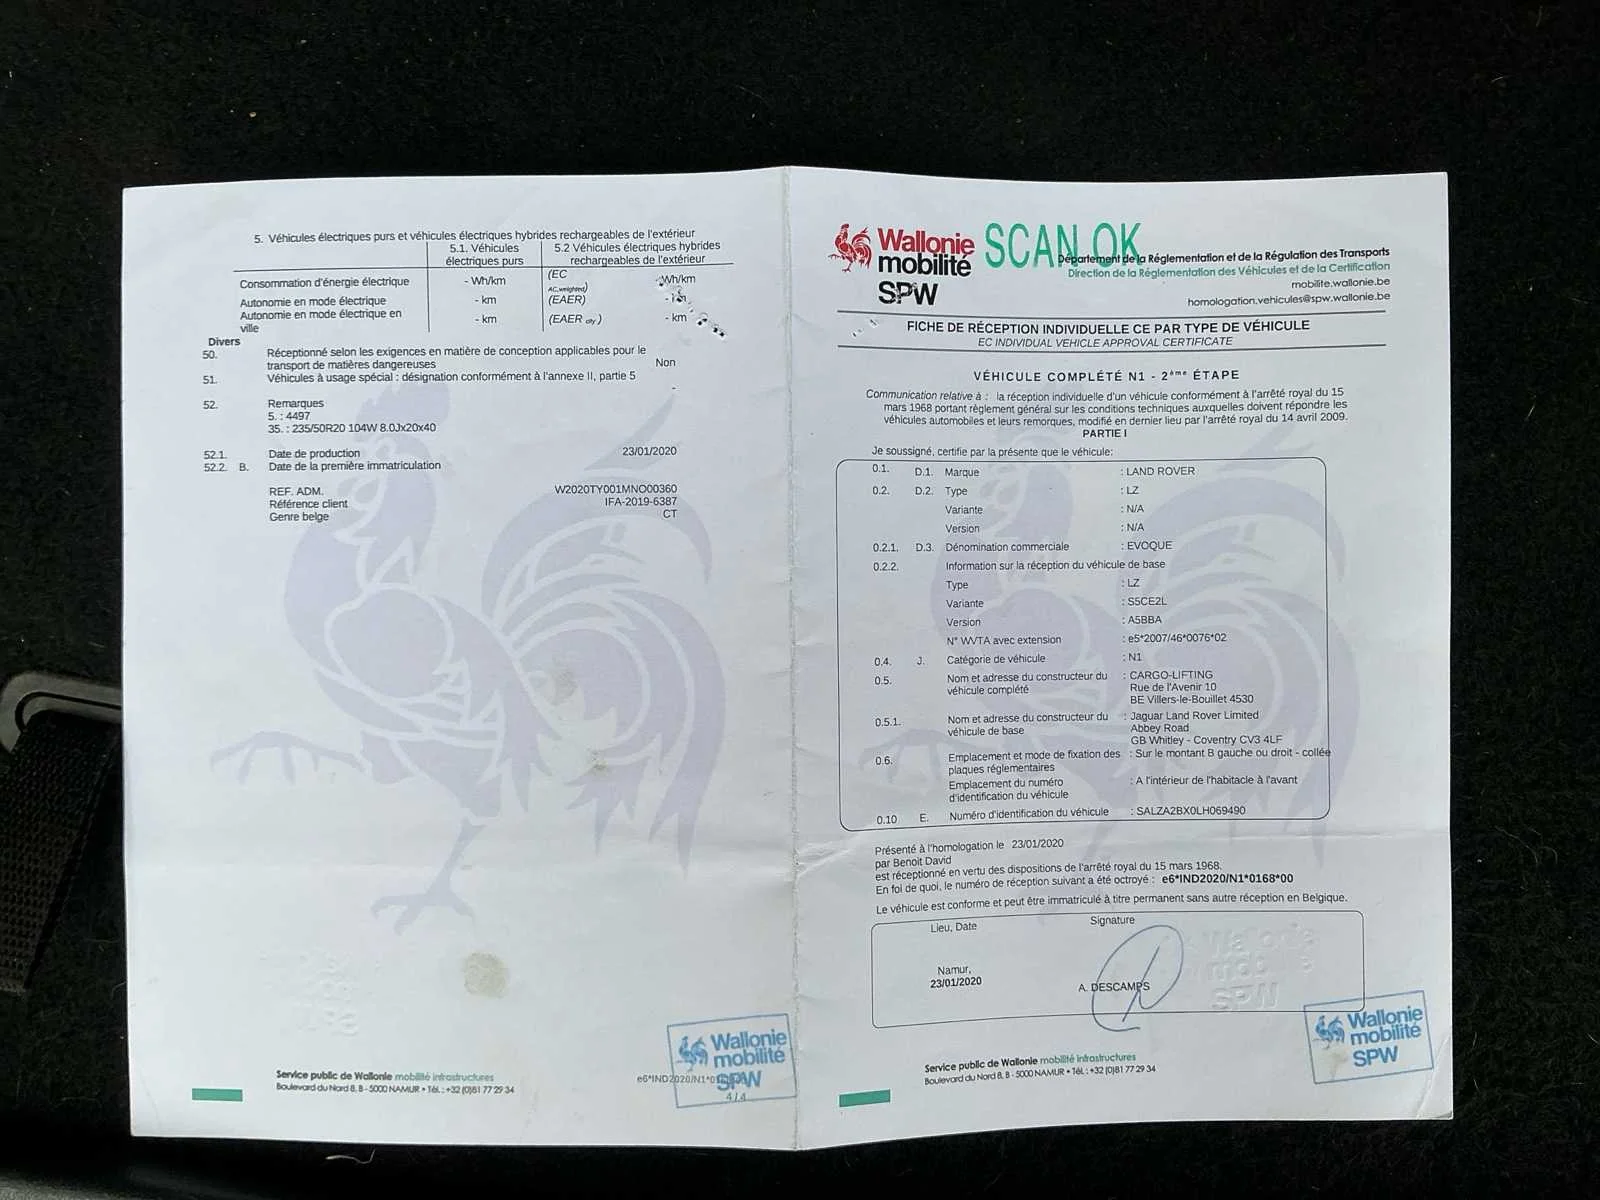 5. Véhicules électriques purs et véhicules électriques hybrides rechargeables de l'extérieur
5.1. Véhicules électriques purs
5.2 Véhicules électriques hybrides rechargeables de l'extérieur
Consommation d'énergie électrique - Wh/km (EC AC,weighted) Wh/km
Autonomie en mode électrique - km (EAER)
Autonomie en mode électrique en ville - km (EAER city) - km
Divers
50. Réceptionné selon les exigences en matière de conception applicables pour le
transport de matières dangereuses Non
51. Véhicules à usage spécial : désignation conformément à l'annexe II, partie 5
-
52. Remarques
5. : 4497
35. : 235/50R20 104W 8.0Jx20x40
52.1. Date de production 23/01/2020
52.2. B. Date de la première immatriculation
REF. ADM. W2020TY001MNO00360
Référence client IFA-2019-6387
Genre belge CT
Service public de Wallonie mobilité infrastructures
Boulevard du Nord 8, B - 5000 NAMUR • Tél. : +32 (0)81 77 29 34
e6*IND2020/N1*0
4/4
Wallonie
mobilité
SPW
Wallonie
mobilité
SPW
SCAN OK
Département de la Réglementation et de la Régulation des Transports
Direction de la Réglementation des Véhicules et de la Certification
mobilite.wallonie.be
homologation.vehicules@spw.wallonie.be
FICHE DE RÉCEPTION INDIVIDUELLE CE PAR TYPE DE VÉHICULE
EC INDIVIDUAL VEHICLE APPROVAL CERTIFICATE
VÉHICULE COMPLÉTÉ N1 - 2ème ÉTAPE
Communication relative à : la réception individuelle d'un véhicule conformément à l'arrêté royal du 15
mars 1968 portant règlement général sur les conditions techniques auxquelles doivent répondre les
véhicules automobiles et leurs remorques, modifié en dernier lieu par l'arrêté royal du 14 avril 2009.
PARTIE I
Je soussigné, certifie par la présente que le véhicule:
0.1. D.1. Marque : LAND ROVER
0.2. D.2. Type : LZ
Variante : N/A
Version : N/A
0.2.1. D.3. Dénomination commerciale : EVOQUE
0.2.2. Information sur la réception du véhicule de base
Type : LZ
Variante : S5CE2L
Version : A5BBA
N° WVTA avec extension : e5*2007/46*0076*02
0.4. J. Catégorie de véhicule : N1
0.5. Nom et adresse du constructeur du : CARGO-LIFTING
véhicule complété Rue de l'Avenir 10
BE Villers-le-Bouillet 4530
0.5.1. Nom et adresse du constructeur du : Jaguar Land Rover Limited
véhicule de base Abbey Road
GB Whitley - Coventry CV3 4LF
0.6. Emplacement et mode de fixation des : Sur le montant B gauche ou droit - collée
plaques réglementaires
Emplacement du numéro : A l'intérieur de l'habitacle à l'avant
d'identification du véhicule
0.10 E. Numéro d'identification du véhicule : SALZA2BX0LH069490
Présenté à l'homologation le 23/01/2020
par Benoit David
est réceptionné en vertu des dispositions de l'arrêté royal du 15 mars 1968.
En foi de quoi, le numéro de réception suivant a été octroyé : e6*IND2020/N1*0168*00
Le véhicule est conforme et peut être immatriculé à titre permanent sans autre réception en Belgique.
Lieu, Date Signature
Namur,
23/01/2020 A. DESCAMPS
Wallonie
mobilité
SPW
Wallonie
mobilité
SPW
Service public de Wallonie mobilité infrastructures
Boulevard du Nord 8, B - 5000 NAMUR • Tél. : +32 (0)81 77 29 34